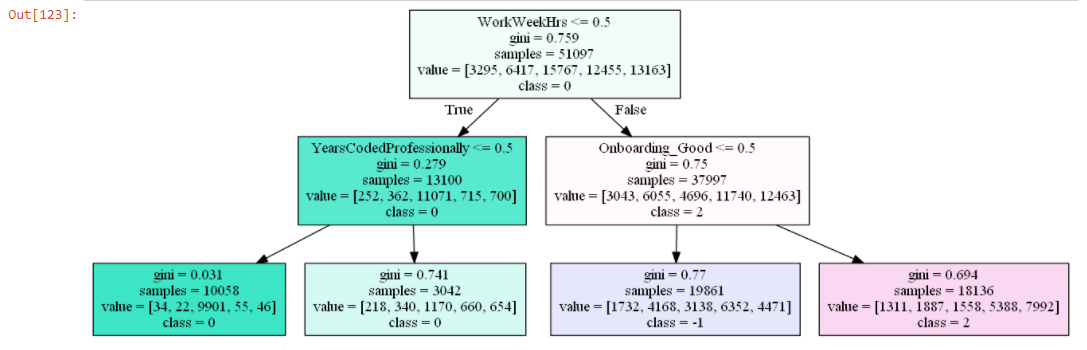 Out[123]:
WorkWeekHrs <= 0.5
gini = 0.759
samples = 51097
value = [3295, 6417, 15767, 12455, 13163]
class = 0
True
False
YearsCodedProfessionally <= 0.5
gini = 0.279
samples = 13100
value = [252, 362, 11071, 715, 700]
class = 0
Onboarding_Good <= 0.5
gini = 0.75
samples = 37997
value = [3043, 6055, 4696, 11740, 12463]
class = 2
gini = 0.031
samples = 10058
value = [34, 22, 9901, 55, 46]
class = 0
gini = 0.741
samples = 3042
value = [218, 340, 1170, 660, 654]
class = 0
gini = 0.77
samples = 19861
value = [1732, 4168, 3138, 6352, 4471]
class = -1
gini = 0.694
samples = 18136
value = [1311, 1887, 1558, 5388, 7992]
class = 2